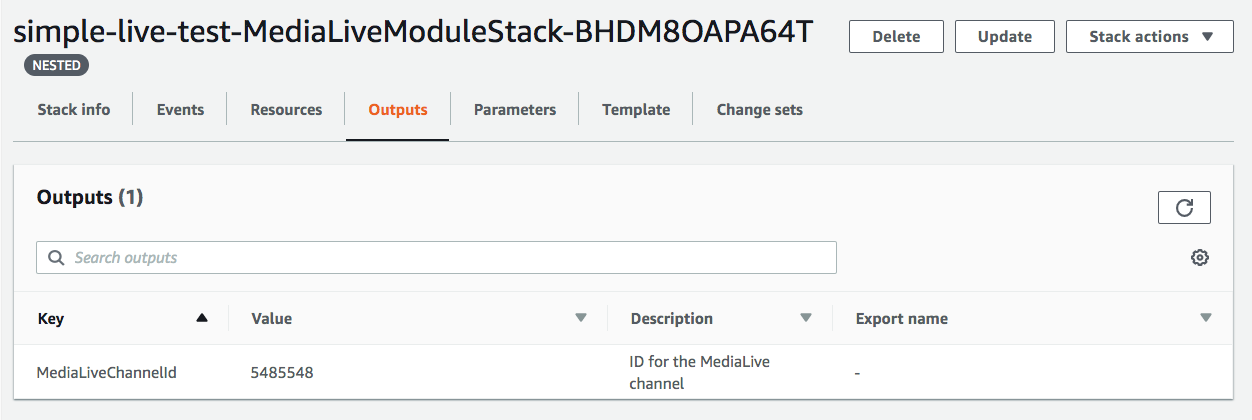 simple-live-test-MediaLiveModuleStack-BHDM8OAPA64T
Delete
Update
Stack actions
NESTED
Stack info
Events
Resources
Outputs
Parameters
Template
Change sets
Outputs (1)
Search outputs
Key
Value
Description
Export name
MediaLiveChannelId
5485548
ID for the MediaLive
channel
-